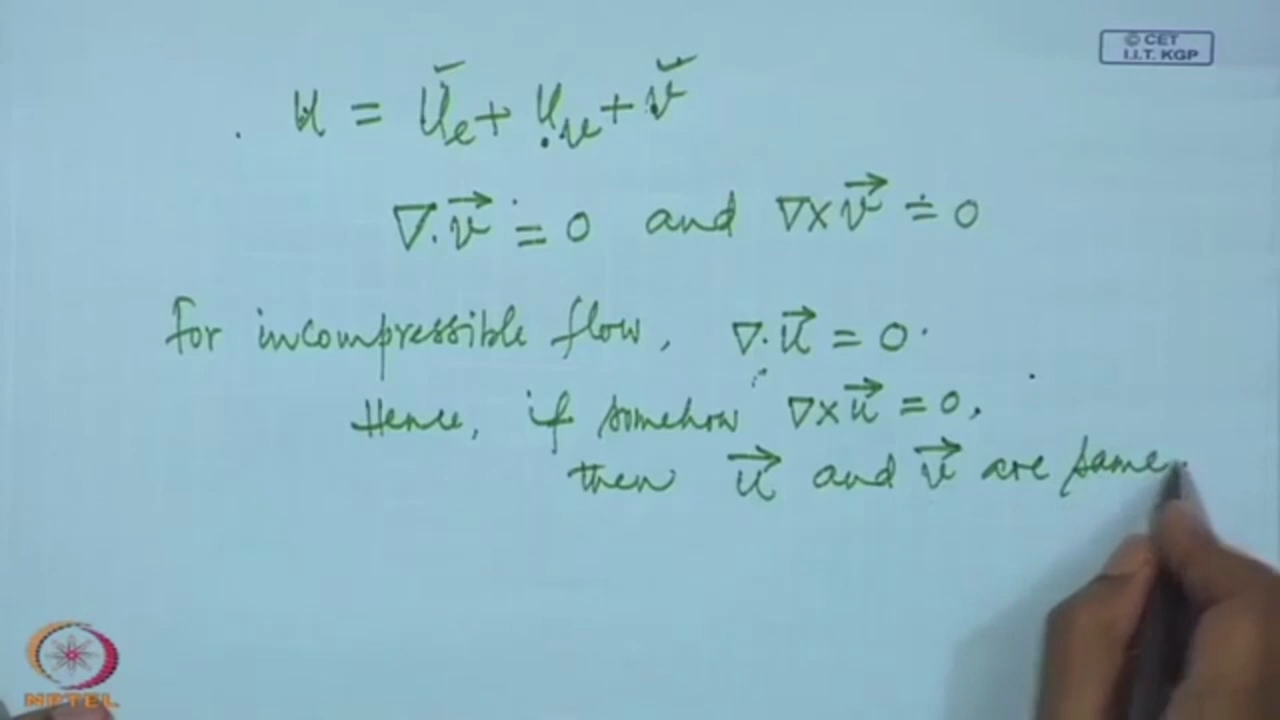 © CET
I.I.T. KGP
u = u̅ₑ + uᵥ + v̅
∇·v⃗ = 0 and ∇×v⃗ = 0
For incompressible flow, ∇·u⃗ = 0.
Hence, if somehow ∇×u⃗ = 0,
then u⃗ and v⃗ are same.
NPTEL